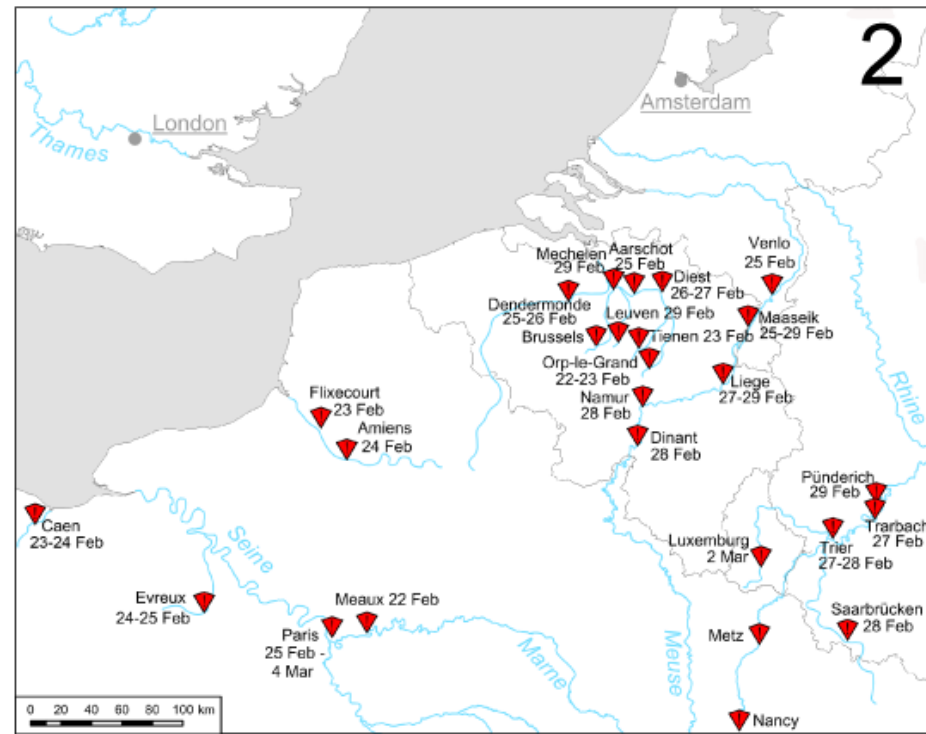 2
Amsterdam
London
Thames
Venlo
25 Feb
Aarschot
25 Feb
Mechelen
29 Feb
Diest
26-27 Feb
Dendermonde
25-26 Feb
Leuven 29 Feb
Maaseik
25-29 Feb
Brussels
Tienen 23 Feb
Orp-le-Grand
22-23 Feb
Liege
27-29 Feb
Rhine
Namur
28 Feb
Flixecourt
23 Feb
Amiens
24 Feb
Dinant
28 Feb
Pünderich
29 Feb
Trarbach
27 Feb
Caen
23-24 Feb
Seine
Luxemburg
2 Mar
Trier
27-28 Feb
Evreux
24-25 Feb
Meaux 22 Feb
Paris
25 Feb -
4 Mar
Marne
Meuse
Metz
Saarbrücken
28 Feb
Nancy
0 20 40 60 80 100 km